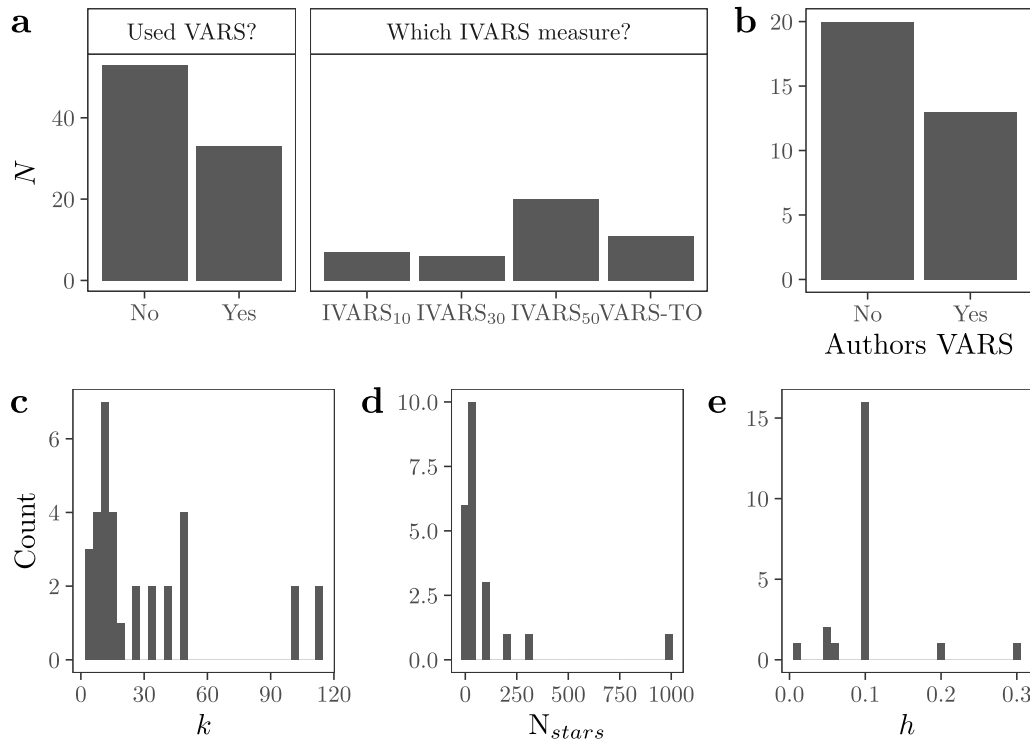 a
Used VARS?
Which IVARS measure?
N
40
20
0
No
Yes
IVARS10
IVARS30
IVARS50
VARS-TO
b
20
15
10
5
0
No
Yes
Authors VARS
c
Count
6
4
2
0
0
30
60
90
120
k
d
10.0
7.5
5.0
2.5
0.0
0
250
500
750
1000
Nstars
e
15
10
5
0
0.0
0.1
0.2
0.3
h